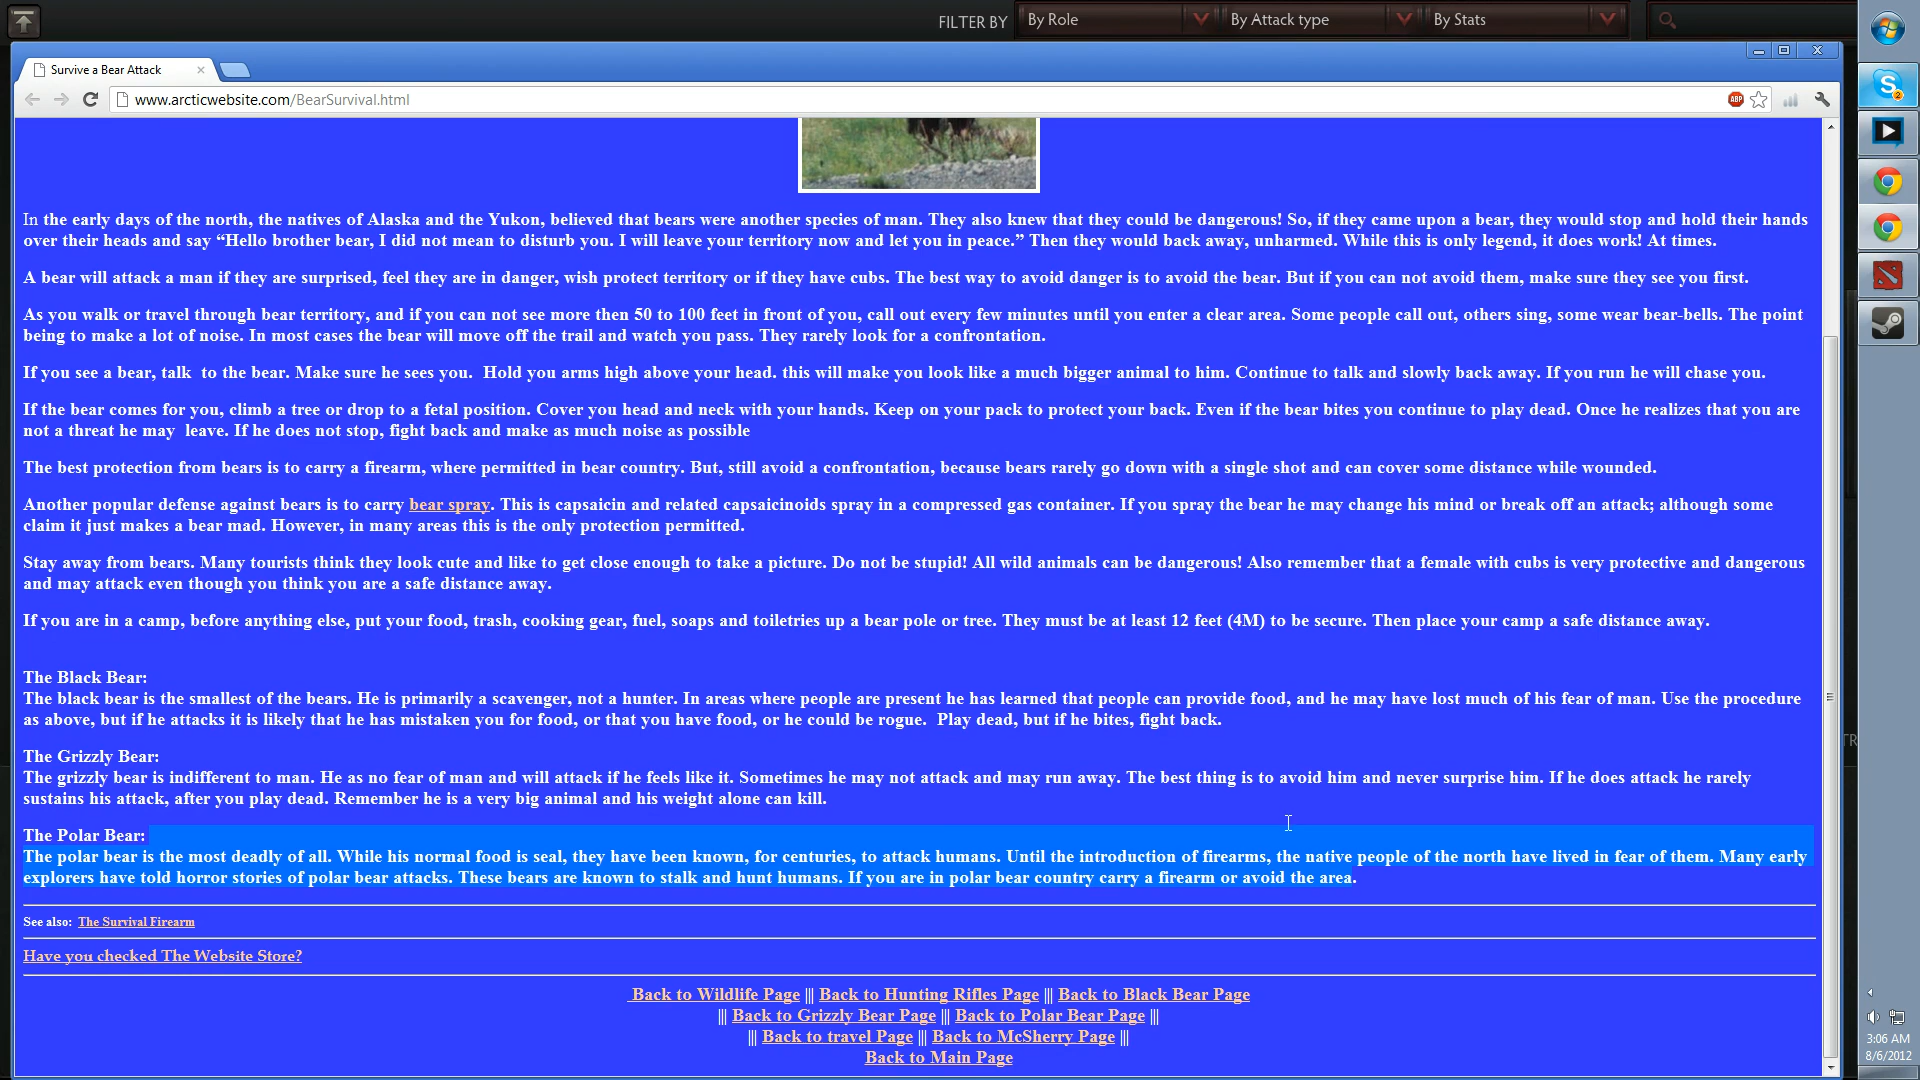 FILTER BY By Role By Attack type By Stats
Survive a Bear Attack
www.arcticwebsite.com/BearSurvival.html
ABP
In the early days of the north, the natives of Alaska and the Yukon, believed that bears were another species of man. They also knew that they could be dangerous! So, if they came upon a bear, they would stop and hold their hands
over their heads and say “Hello brother bear, I did not mean to disturb you. I will leave your territory now and let you in peace.” Then they would back away, unharmed. While this is only legend, it does work! At times.
A bear will attack a man if they are surprised, feel they are in danger, wish protect territory or if they have cubs. The best way to avoid danger is to avoid the bear. But if you can not avoid them, make sure they see you first.
As you walk or travel through bear territory, and if you can not see more then 50 to 100 feet in front of you, call out every few minutes until you enter a clear area. Some people call out, others sing, some wear bear-bells. The point
being to make a lot of noise. In most cases the bear will move off the trail and watch you pass. They rarely look for a confrontation.
If you see a bear, talk  to the bear. Make sure he sees you.  Hold you arms high above your head. this will make you look like a much bigger animal to him. Continue to talk and slowly back away. If you run he will chase you.
If the bear comes for you, climb a tree or drop to a fetal position. Cover you head and neck with your hands. Keep on your pack to protect your back. Even if the bear bites you continue to play dead. Once he realizes that you are
not a threat he may  leave. If he does not stop, fight back and make as much noise as possible
The best protection from bears is to carry a firearm, where permitted in bear country. But, still avoid a confrontation, because bears rarely go down with a single shot and can cover some distance while wounded.
Another popular defense against bears is to carry bear spray. This is capsaicin and related capsaicinoids spray in a compressed gas container. If you spray the bear he may change his mind or break off an attack; although some
claim it just makes a bear mad. However, in many areas this is the only protection permitted.
Stay away from bears. Many tourists think they look cute and like to get close enough to take a picture. Do not be stupid! All wild animals can be dangerous! Also remember that a female with cubs is very protective and dangerous
and may attack even though you think you are a safe distance away.
If you are in a camp, before anything else, put your food, trash, cooking gear, fuel, soaps and toiletries up a bear pole or tree. They must be at least 12 feet (4M) to be secure. Then place your camp a safe distance away.
The Black Bear:
The black bear is the smallest of the bears. He is primarily a scavenger, not a hunter. In areas where people are present he has learned that people can provide food, and he may have lost much of his fear of man. Use the procedure
as above, but if he attacks it is likely that he has mistaken you for food, or that you have food, or he could be rogue.  Play dead, but if he bites, fight back.
The Grizzly Bear:
The grizzly bear is indifferent to man. He as no fear of man and will attack if he feels like it. Sometimes he may not attack and may run away. The best thing is to avoid him and never surprise him. If he does attack he rarely
sustains his attack, after you play dead. Remember he is a very big animal and his weight alone can kill.
The Polar Bear:
The polar bear is the most deadly of all. While his normal food is seal, they have been known, for centuries, to attack humans. Until the introduction of firearms, the native people of the north have lived in fear of them. Many early
explorers have told horror stories of polar bear attacks. These bears are known to stalk and hunt humans. If you are in polar bear country carry a firearm or avoid the area.
See also:  The Survival Firearm
Have you checked The Website Store?
Back to Wildlife Page ||| Back to Hunting Rifles Page ||| Back to Black Bear Page
||| Back to Grizzly Bear Page ||| Back to Polar Bear Page |||
||| Back to travel Page ||| Back to McSherry Page |||
Back to Main Page
TR
S
2
3:06 AM
8/6/2012